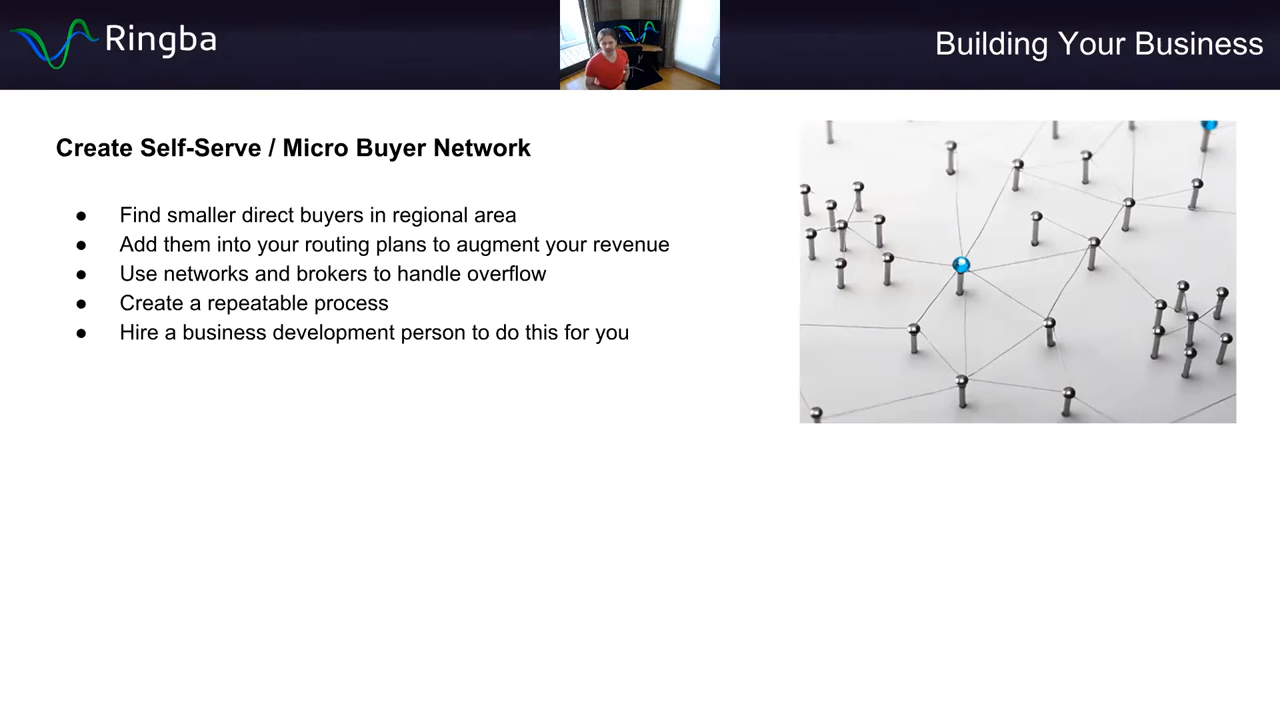 Ringba
Building Your Business
Create Self-Serve / Micro Buyer Network
● Find smaller direct buyers in regional area
● Add them into your routing plans to augment your revenue
● Use networks and brokers to handle overflow
● Create a repeatable process
● Hire a business development person to do this for you